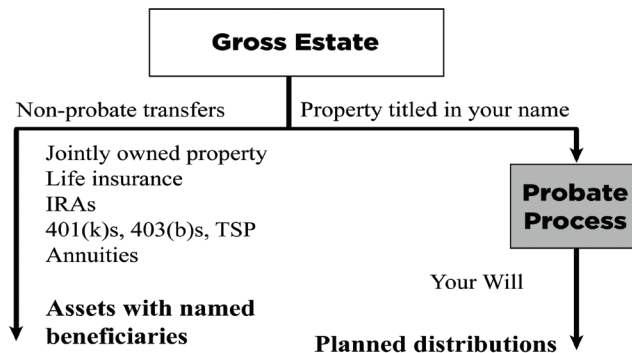 Gross Estate
Non-probate transfers
Property titled in your name
Jointly owned property
Life insurance
IRAs
401(k)s, 403(b)s, TSP
Annuities
Probate
Process
Your Will
Assets with named
beneficiaries
Planned distributions